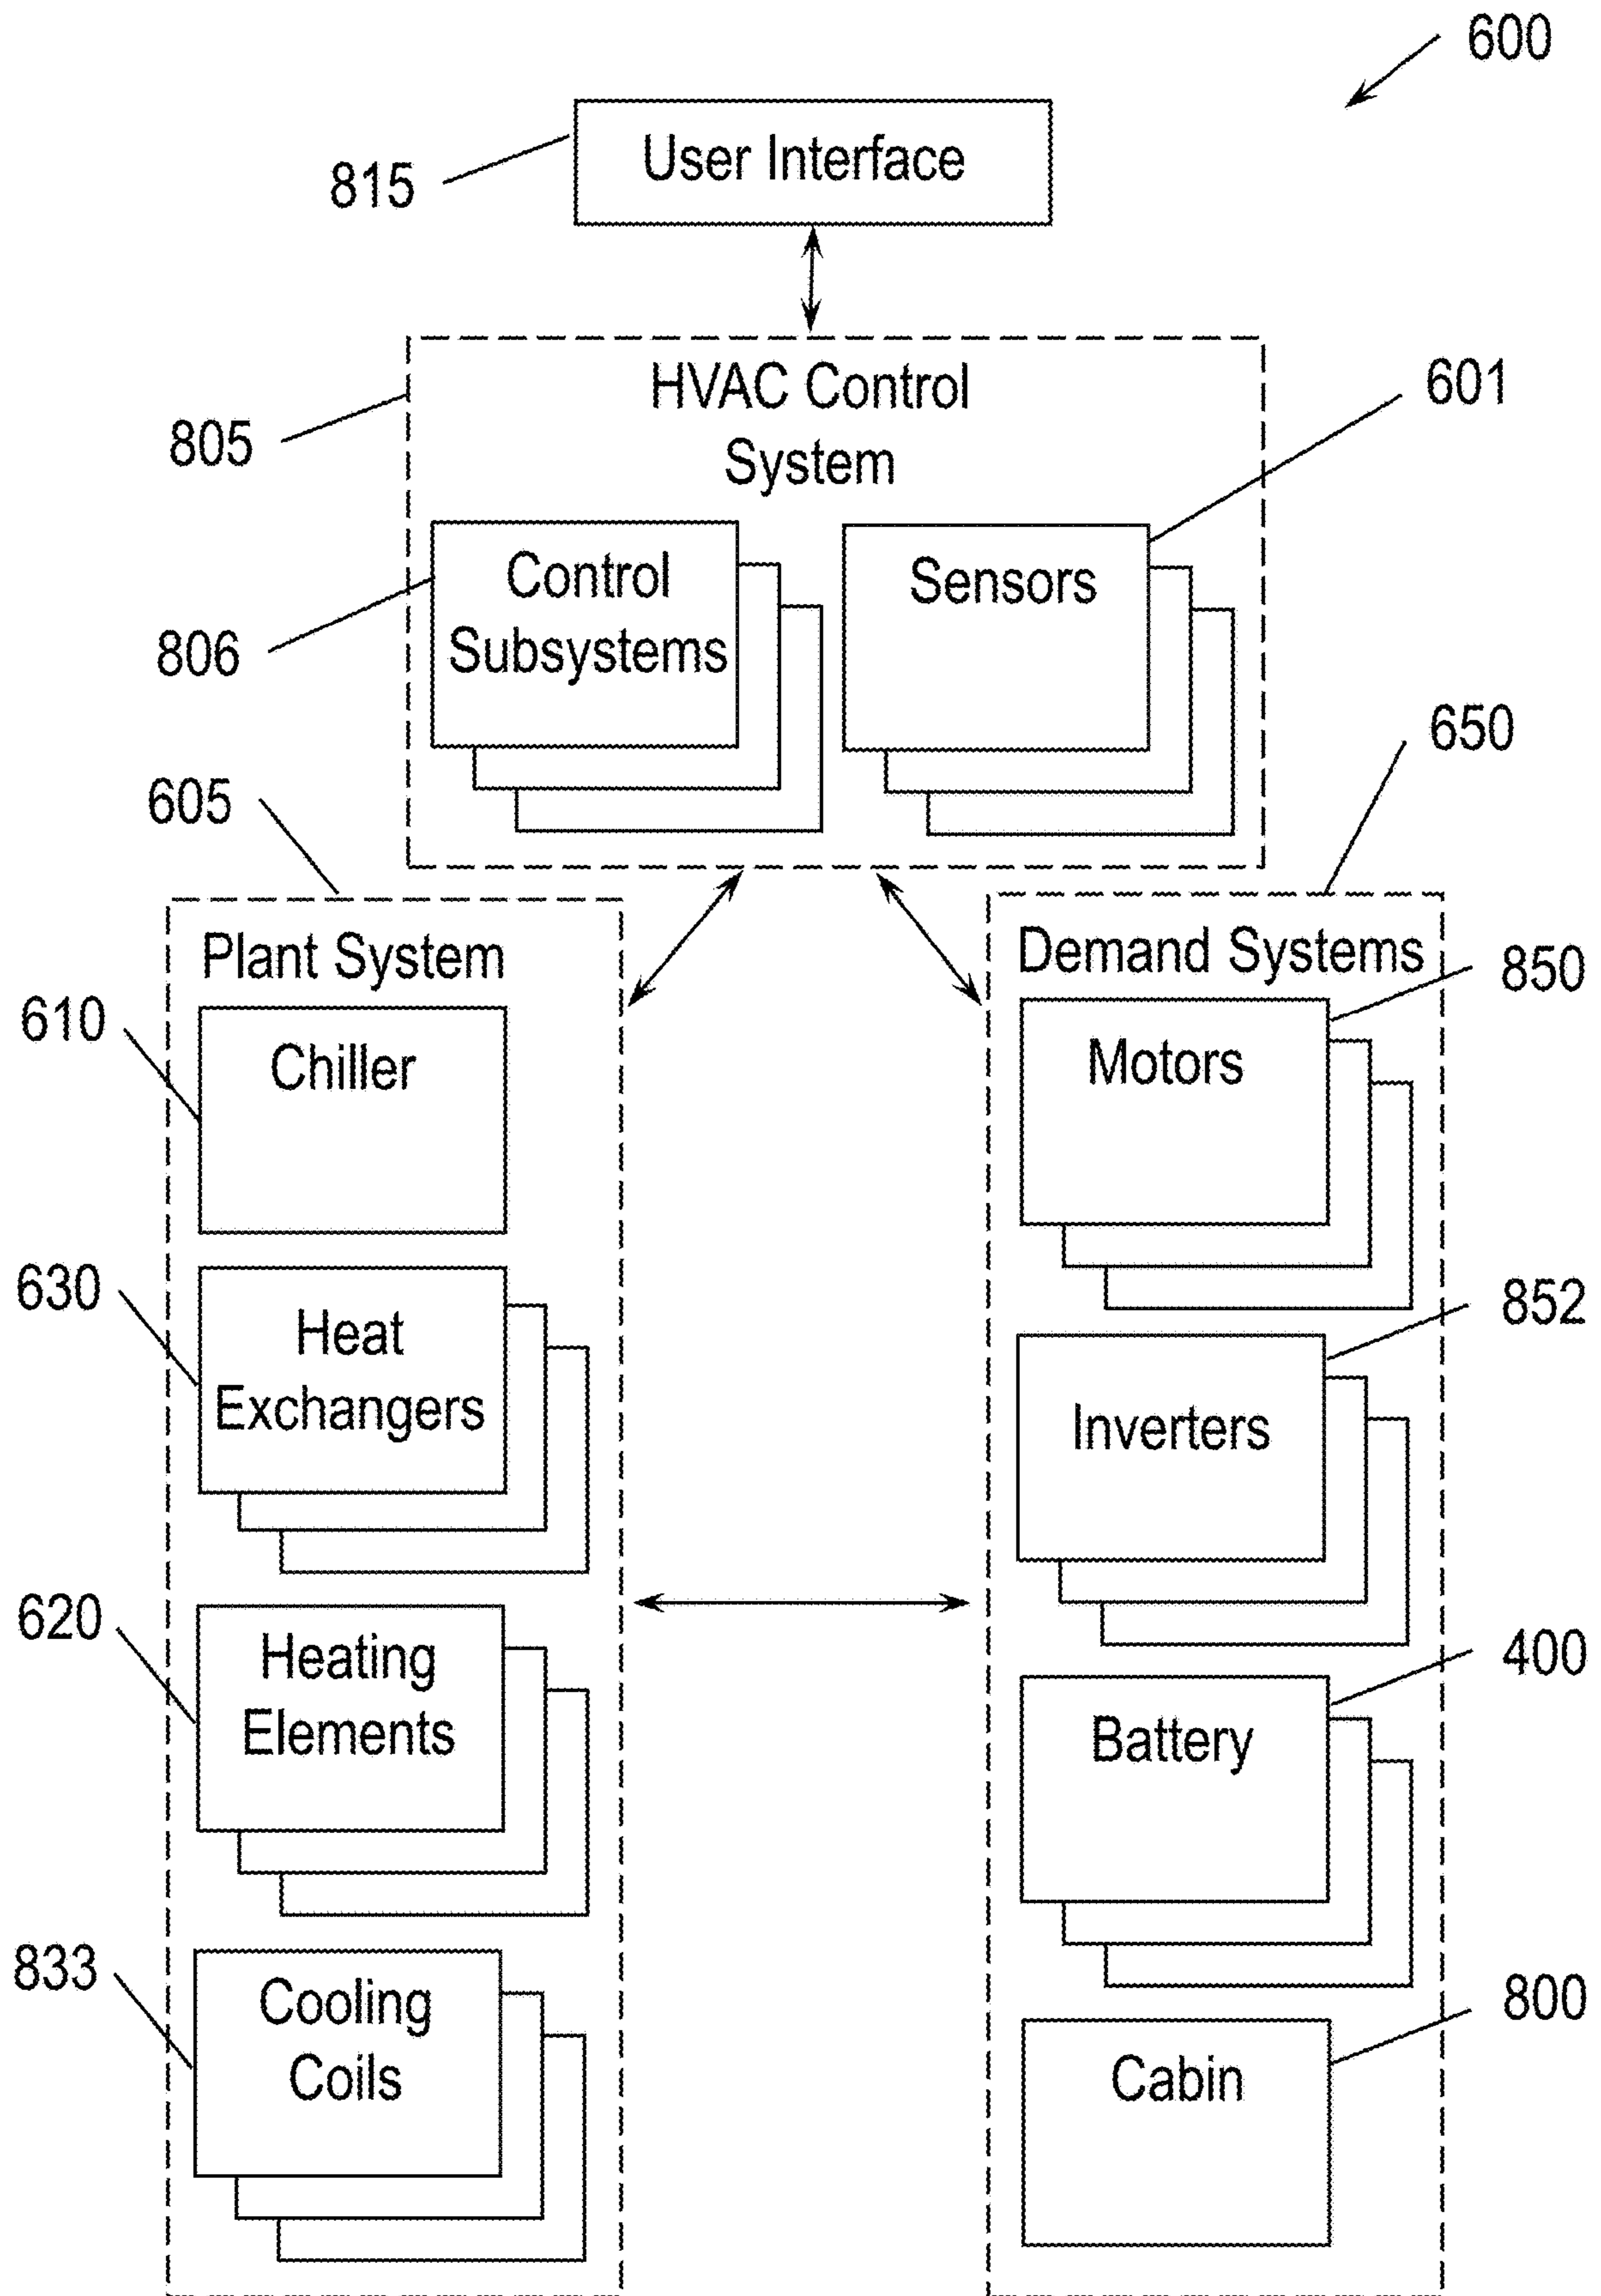 600
User Interface
815
HVAC Control
System
601
805
Control
Subsystems
Sensors
806
650
605
Plant System
Demand Systems
850
610
Chiller
Motors
630
Heat
Exchangers
852
Inverters
620
Heating
Elements
400
Battery
833
Cooling
Coils
800
Cabin